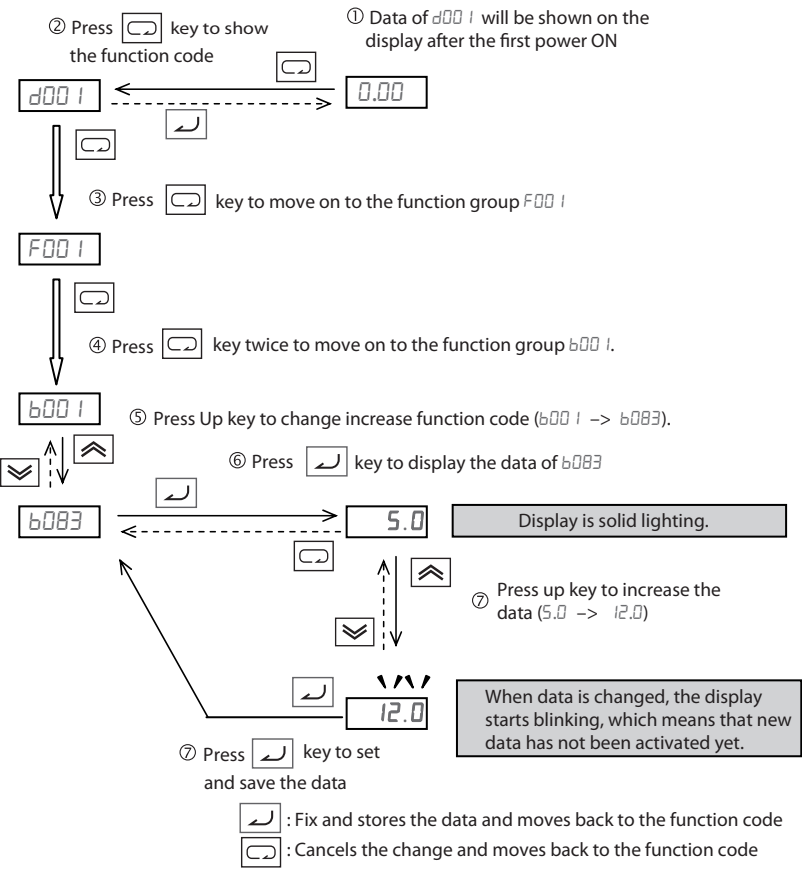 ① Data of d001 will be shown on the
display after the first power ON
② Press key to show
the function code
d001
0.00
③ Press key to move on to the function group F001
F001
④ Press key twice to move on to the function group b001.
b001
⑤ Press Up key to change increase function code (b001 –> b083).
⑥ Press key to display the data of b083
b083
5.0
Display is solid lighting.
⑦ Press up key to increase the
data (5.0 –> 12.0)
12.0
When data is changed, the display
starts blinking, which means that new
data has not been activated yet.
⑦ Press key to set
and save the data
: Fix and stores the data and moves back to the function code
: Cancels the change and moves back to the function code